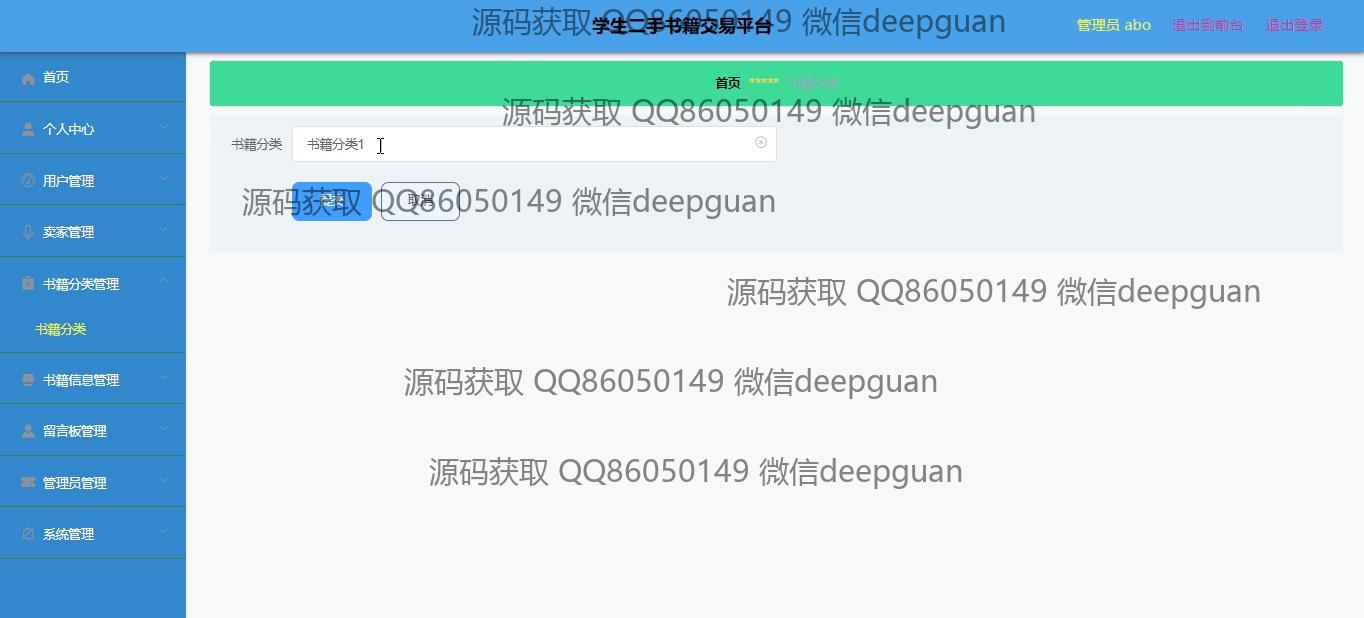 学生二手书籍交易平台
源码获取 QQ86050149 微信deepguan
管理员 abo 退出到前台 退出登录
首页
个人中心
用户管理
卖家管理
书籍分类管理
书籍分类
书籍信息管理
留言板管理
管理员管理
系统管理
首页 ***** 书籍分类
源码获取 QQ86050149 微信deepguan
书籍分类 书籍分类1
提交 取消
源码获取 QQ86050149 微信deepguan
源码获取 QQ86050149 微信deepguan
源码获取 QQ86050149 微信deepguan
源码获取 QQ86050149 微信deepguan